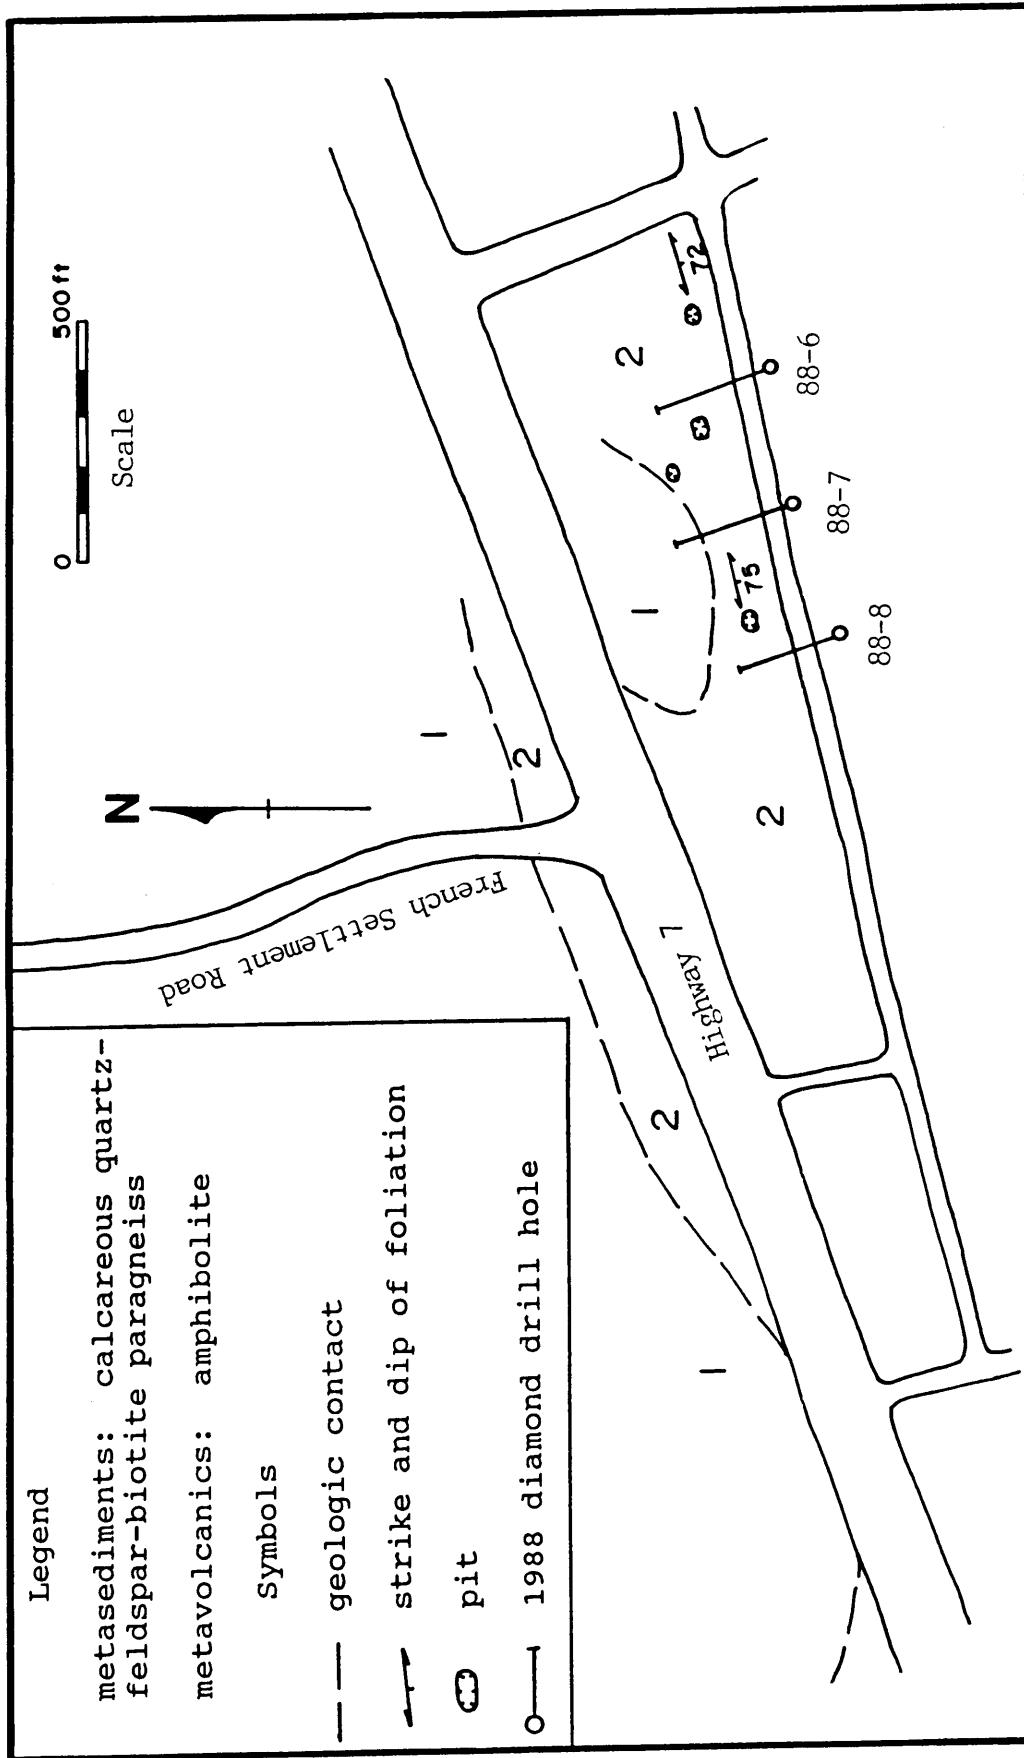 Legend
metasediments: calcareous quartz-
feldspar-biotite paragneiss
metavolcanics: amphibolite
Symbols
geologic contact
strike and dip of foliation
pit
1988 diamond drill hole
French Settlement Road
N
0 500ft
Scale
Highway 7
1
2
1
2
1
2
2
72
75
88-6
88-7
88-8